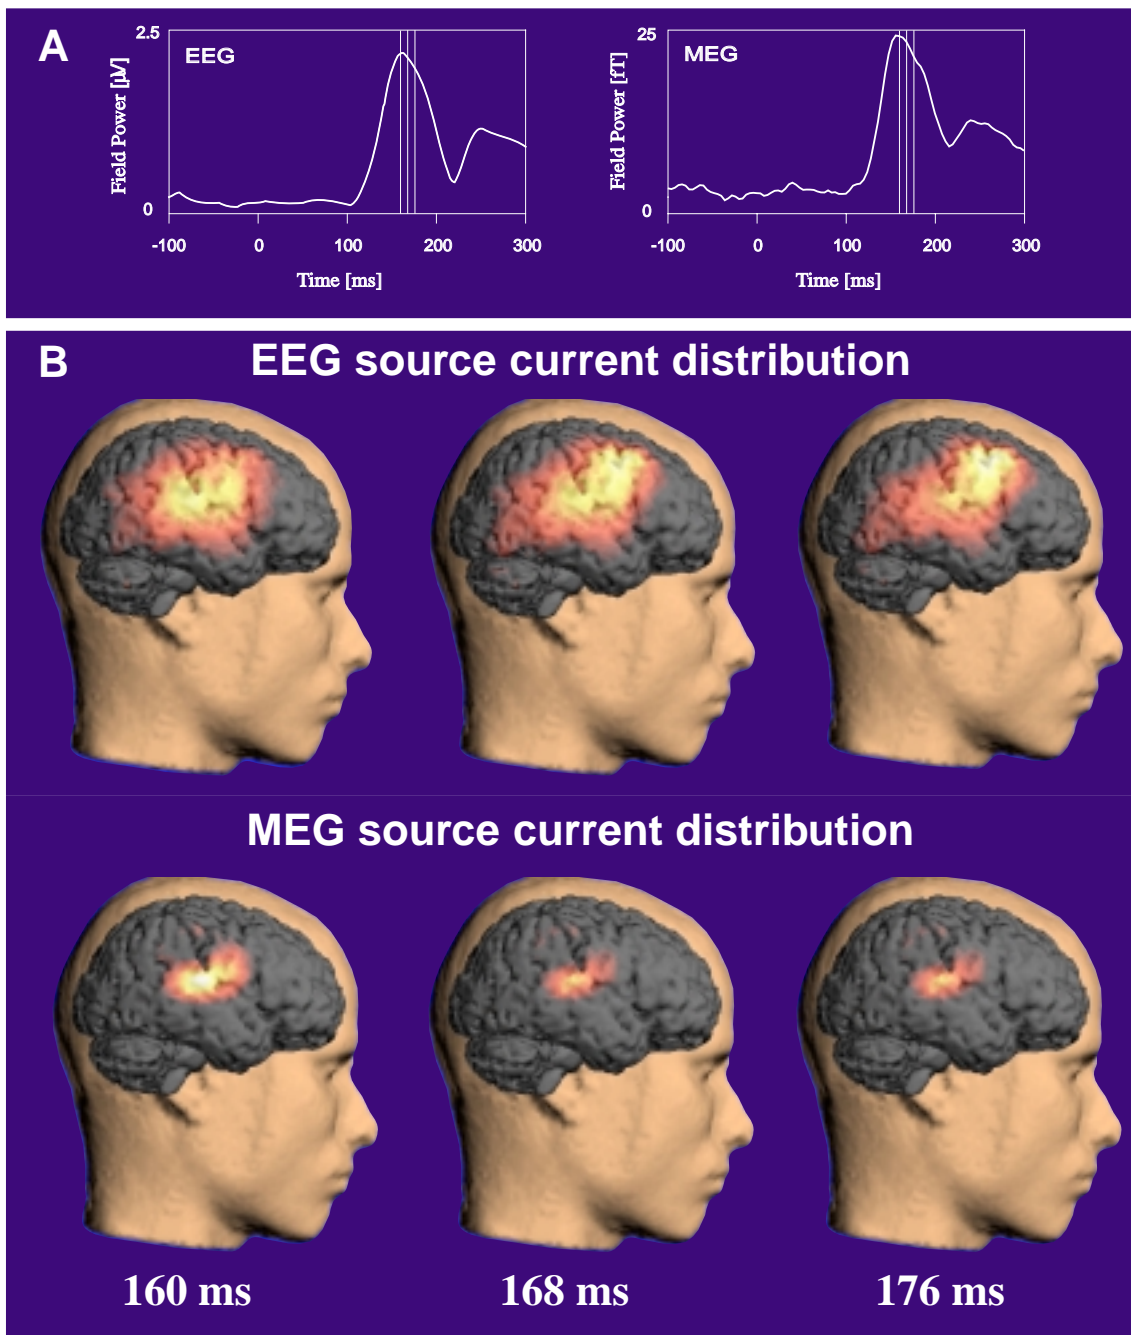 A
2.5
EEG
Field Power [µV]
0
-100 0 100 200 300
Time [ms]
25
MEG
Field Power [fT]
0
-100 0 100 200 300
Time [ms]
B
EEG source current distribution
MEG source current distribution
160 ms 168 ms 176 ms